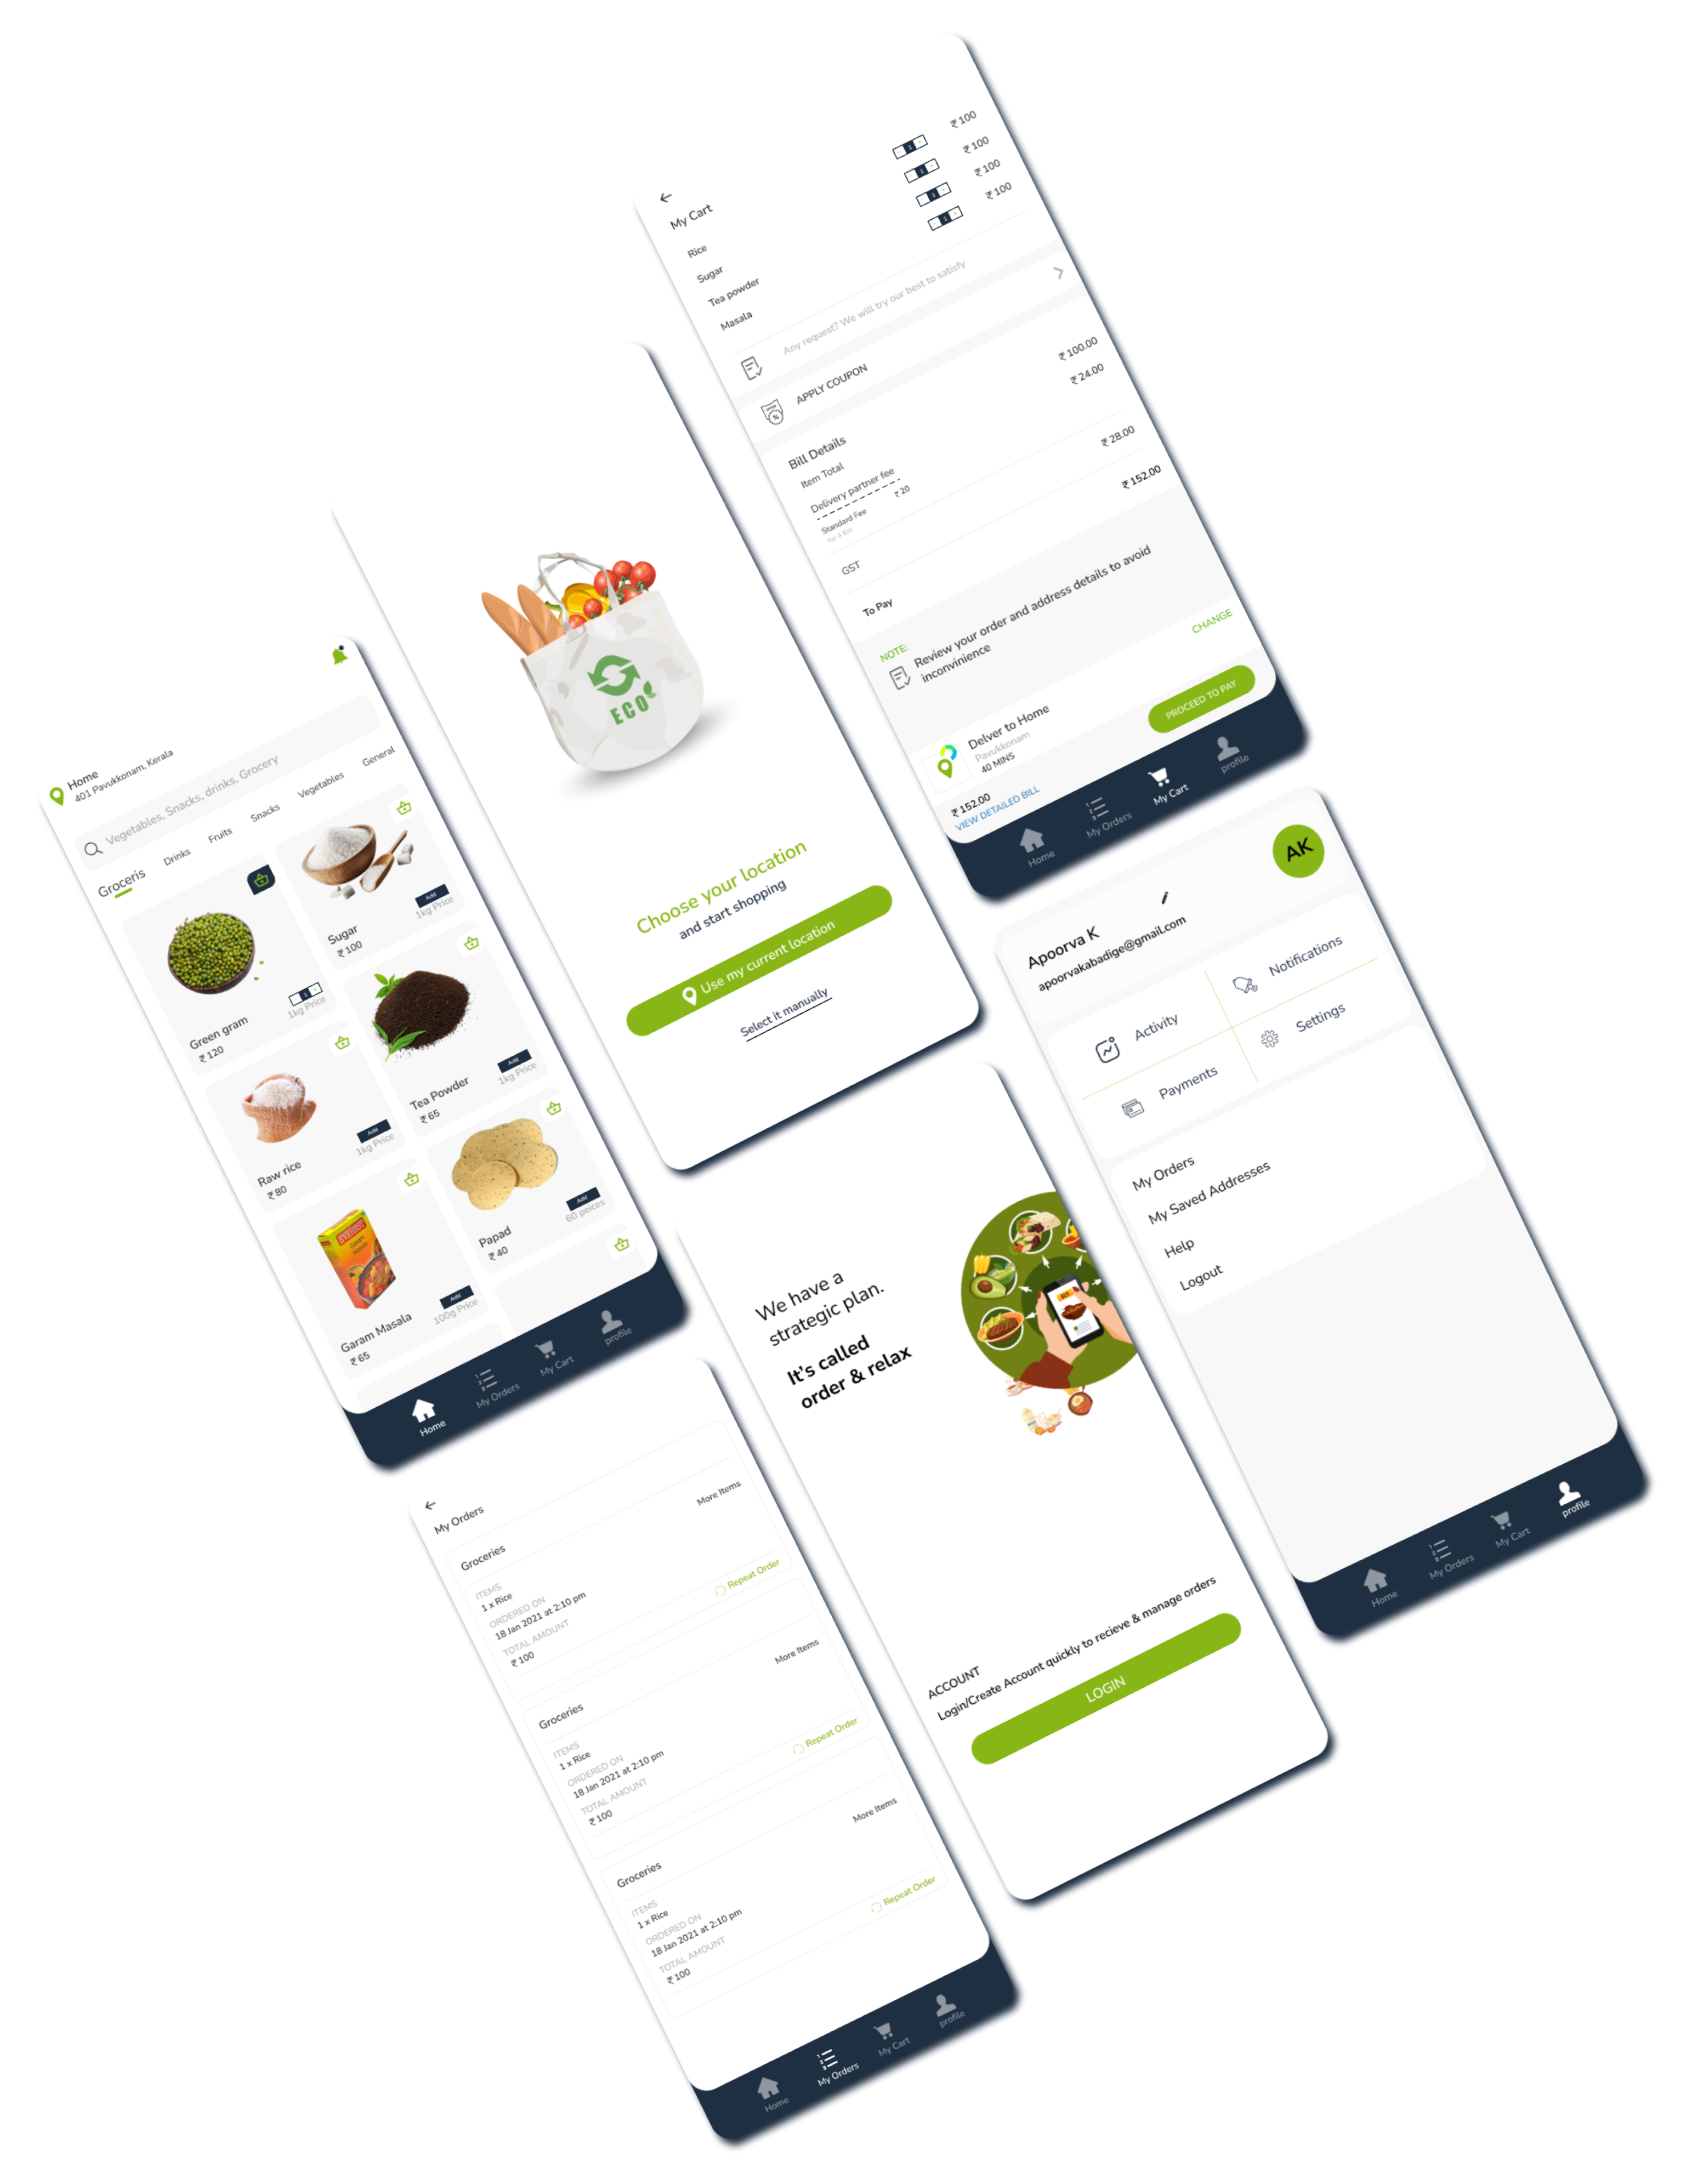 Home
401 Pavukkonam, Kerala
Vegetables, Snacks, drinks, Grocery
Groceris
Drinks
Fruits
Snacks
Vegetables
General
Green gram
₹ 120
1
1kg Price
Sugar
₹ 100
Add
1kg Price
Raw rice
₹ 80
Add
1kg Price
Tea Powder
₹ 65
Add
1kg Price
Garam Masala
₹ 65
Add
100g Price
Papad
₹ 40
Add
60 peices
Home
My Orders
My Cart
profile
ECO
Choose your location
and start shopping
Use my current location
Select it manually
My Cart
Rice
1
₹ 100
Sugar
1
₹ 100
Tea powder
1
₹ 100
Masala
1
₹ 100
Any request? We will try our best to satisfy
APPLY COUPON
Bill Details
Item Total
₹ 100.00
Delivery partner fee
₹ 24.00
Standard Fee
₹ 20
for 4 Km
GST
₹ 28.00
To Pay
₹ 152.00
NOTE:
Review your order and address details to avoid
inconvinience
Delver to Home
Pavukkonam
40 MINS
CHANGE
₹ 152.00
VIEW DETAILED BILL
PROCEED TO PAY
Home
My Orders
My Cart
profile
My Orders
Groceries
More Items
ITEMS
1 x Rice
ORDERED ON
18 Jan 2021 at 2:10 pm
TOTAL AMOUNT
₹ 100
Repeat Order
Groceries
More Items
ITEMS
1 x Rice
ORDERED ON
18 Jan 2021 at 2:10 pm
TOTAL AMOUNT
₹ 100
Repeat Order
Groceries
More Items
ITEMS
1 x Rice
ORDERED ON
18 Jan 2021 at 2:10 pm
TOTAL AMOUNT
₹ 100
Repeat Order
Home
My Orders
My Cart
profile
We have a
strategic plan.
It's called
order & relax
BUY
ACCOUNT
Login/Create Account quickly to recieve & manage orders
LOGIN
AK
Apoorva K
apoorvakabadige@gmail.com
Activity
Notifications
Payments
Settings
My Orders
My Saved Addresses
Help
Logout
Home
My Orders
My Cart
profile